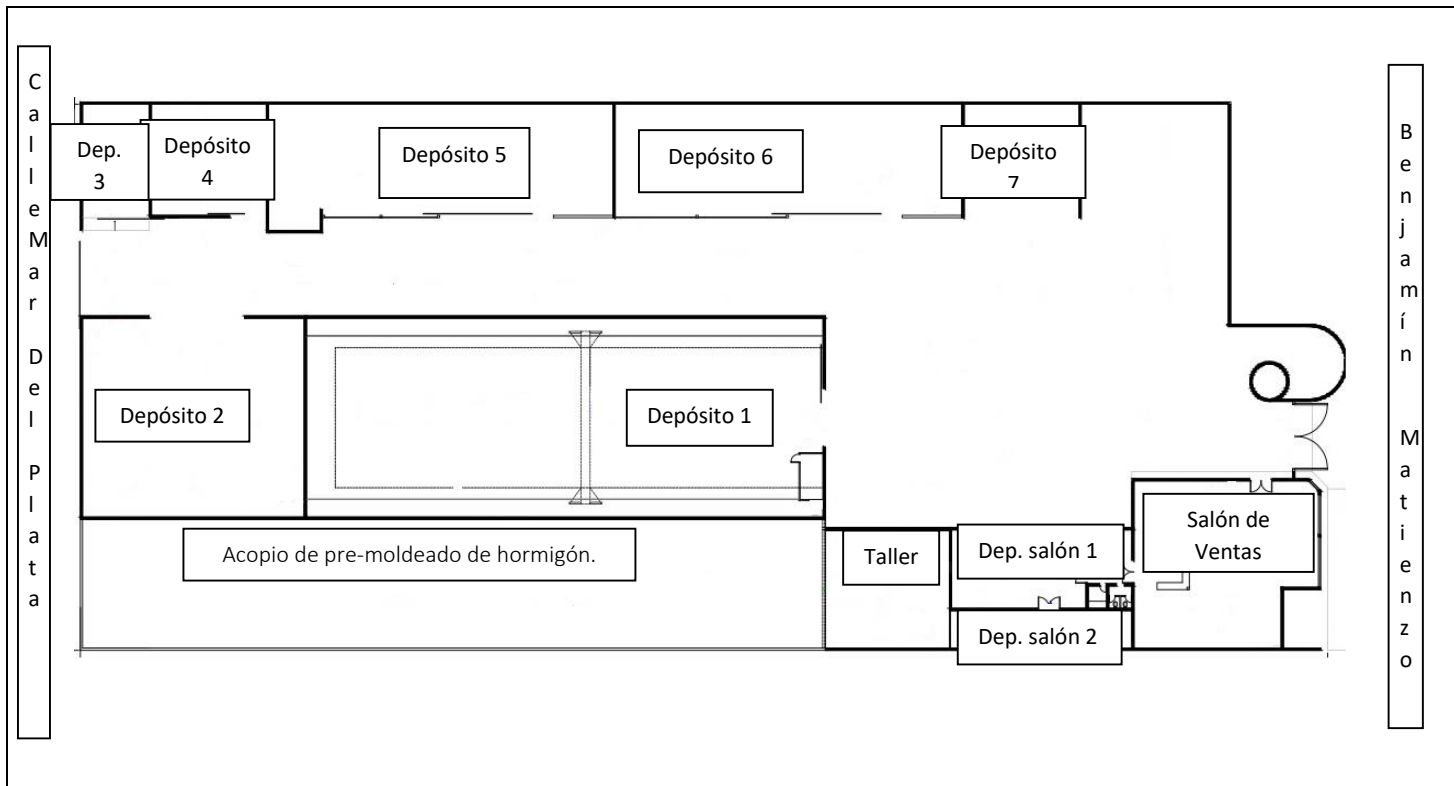 Calle Mar Del Plata
Dep.
3
Depósito
4
Depósito 5
Depósito 6
Depósito
7
Benjamín Matienzo
Depósito 2
Depósito 1
Acopio de pre-moldeado de hormigón.
Taller
Dep. salón 1
Salón de
Ventas
Dep. salón 2